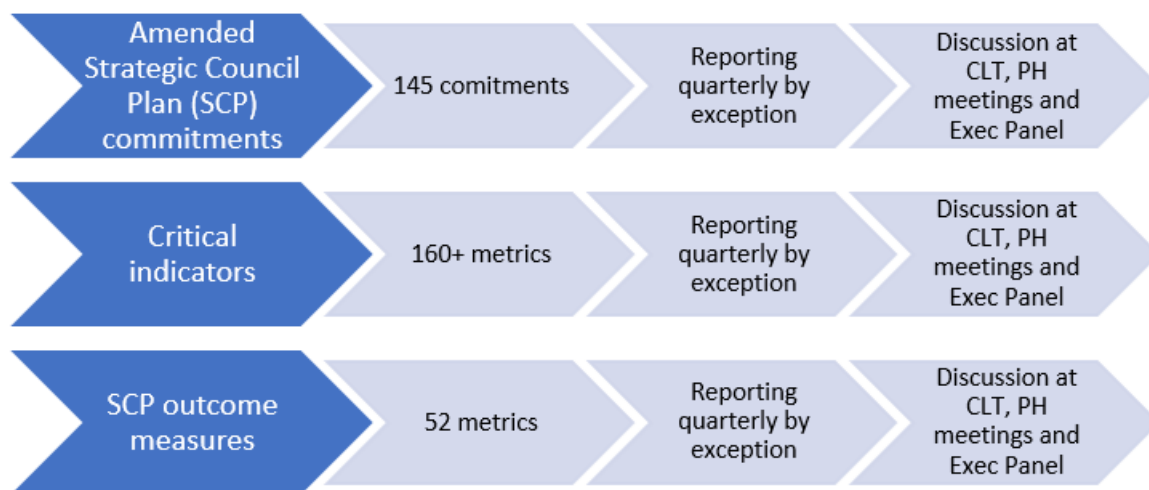 Amended
Strategic Council
Plan (SCP)
commitments
145 comitments
Reporting
quarterly by
exception
Discussion at
CLT, PH
meetings and
Exec Panel
Critical
indicators
160+ metrics
Reporting
quarterly by
exception
Discussion at
CLT, PH
meetings and
Exec Panel
SCP outcome
measures
52 metrics
Reporting
quarterly by
exception
Discussion at
CLT, PH
meetings and
Exec Panel